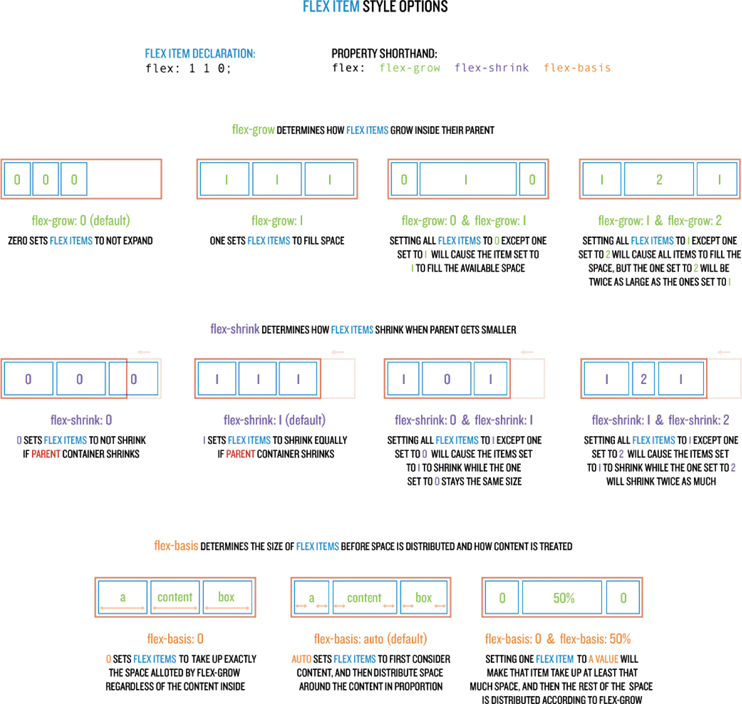 FLEX ITEM STYLE OPTIONS
FLEX ITEM DECLARATION:
flex: 1 1 0;
PROPERTY SHORTHAND:
flex: flex-grow flex-shrink flex-basis
flex-grow DETERMINES HOW FLEX ITEMS GROW INSIDE THEIR PARENT
0 0 0
flex-grow: 0 (default)
ZERO SETS FLEX ITEMS TO NOT EXPAND
1 1 1
flex-grow: 1
ONE SETS FLEX ITEMS TO FILL SPACE
0 1 0
flex-grow: 0 & flex-grow: 1
SETTING ALL FLEX ITEMS TO 0 EXCEPT ONE
SET TO 1 WILL CAUSE THE ITEM SET TO
1 TO FILL THE AVAILABLE SPACE
1 2 1
flex-grow: 1 & flex-grow: 2
SETTING ALL FLEX ITEMS TO 1 EXCEPT ONE
SET TO 2 WILL CAUSE ALL ITEMS TO FILL THE
SPACE, BUT THE ONE SET TO 2 WILL BE
TWICE AS LARGE AS THE ONES SET TO 1
flex-shrink DETERMINES HOW FLEX ITEMS SHRINK WHEN PARENT GETS SMALLER
0 0 0
flex-shrink: 0
0 SETS FLEX ITEMS TO NOT SHRINK
IF PARENT CONTAINER SHRINKS
1 1 1
flex-shrink: 1 (default)
1 SETS FLEX ITEMS TO SHRINK EQUALLY
IF PARENT CONTAINER SHRINKS
1 0 1
flex-shrink: 0 & flex-shrink: 1
SETTING ALL FLEX ITEMS TO 1 EXCEPT ONE
SET TO 0 WILL CAUSE THE ITEMS SET
TO 1 TO SHRINK WHILE THE ONE
SET TO 0 STAYS THE SAME SIZE
1 2 1
flex-shrink: 1 & flex-shrink: 2
SETTING ALL FLEX ITEMS TO 1 EXCEPT ONE
SET TO 2 WILL CAUSE THE ITEMS SET
TO 1 TO SHRINK WHILE THE ONE SET TO 2
WILL SHRINK TWICE AS MUCH
flex-basis DETERMINES THE SIZE OF FLEX ITEMS BEFORE SPACE IS DISTRIBUTED AND HOW CONTENT IS TREATED
a content box
flex-basis: 0
0 SETS FLEX ITEMS TO TAKE UP EXACTLY
THE SPACE ALLOTED BY FLEX-GROW
REGARDLESS OF THE CONTENT INSIDE
a content box
flex-basis: auto (default)
AUTO SETS FLEX ITEMS TO FIRST CONSIDER
CONTENT, AND THEN DISTRIBUTE SPACE
AROUND THE CONTENT IN PROPORTION
0 50% 0
flex-basis: 0 & flex-basis: 50%
SETTING ONE FLEX ITEM TO A VALUE WILL
MAKE THAT ITEM TAKE UP AT LEAST THAT
MUCH SPACE, AND THEN THE REST OF THE SPACE
IS DISTRIBUTED ACCORDING TO FLEX-GROW